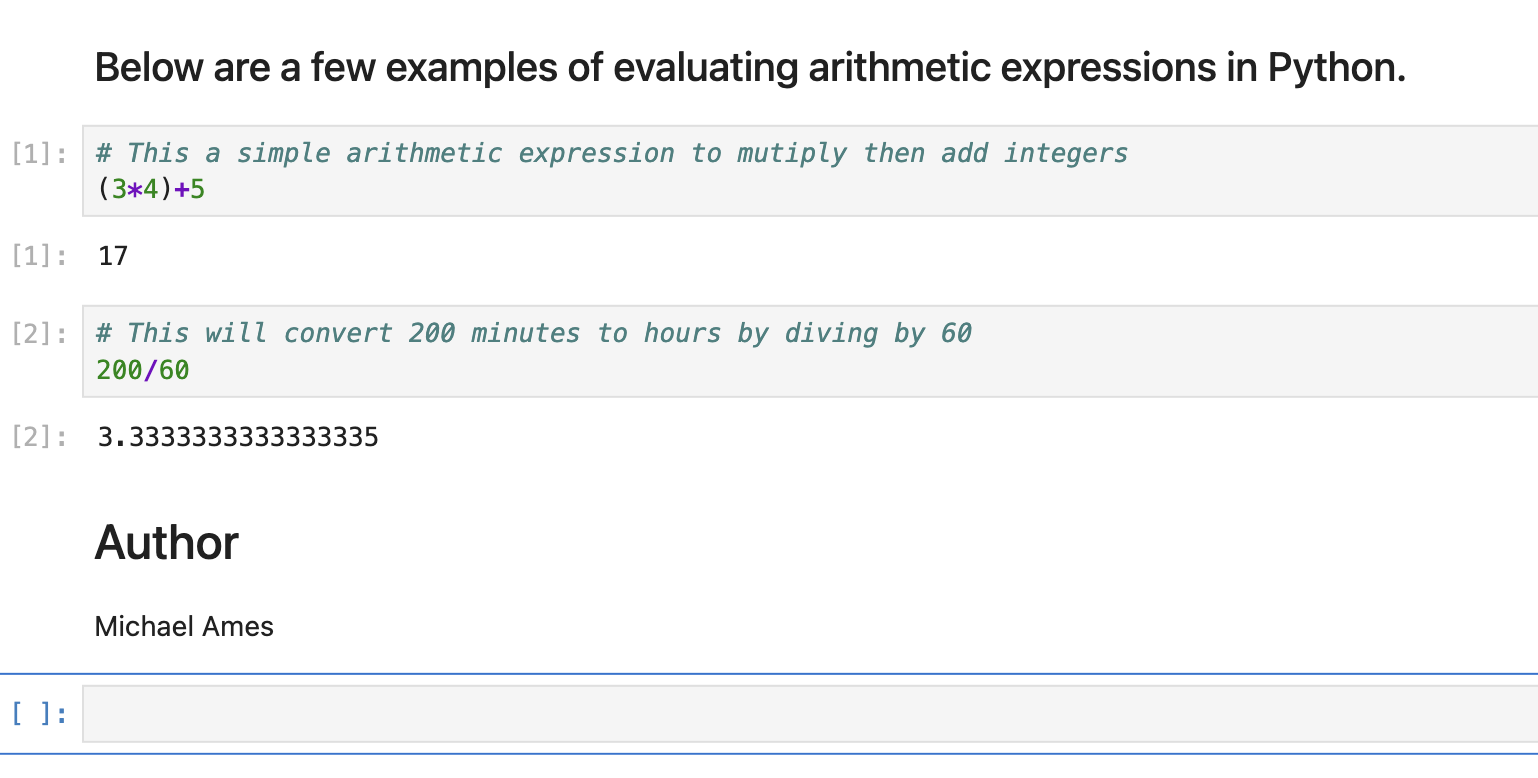 Below are a few examples of evaluating arithmetic expressions in Python.
[1]: # This a simple arithmetic expression to mutiply then add integers
(3*4)+5
[1]: 17
[2]: # This will convert 200 minutes to hours by diving by 60
200/60
[2]: 3.3333333333333335
Author
Michael Ames
[ ]: